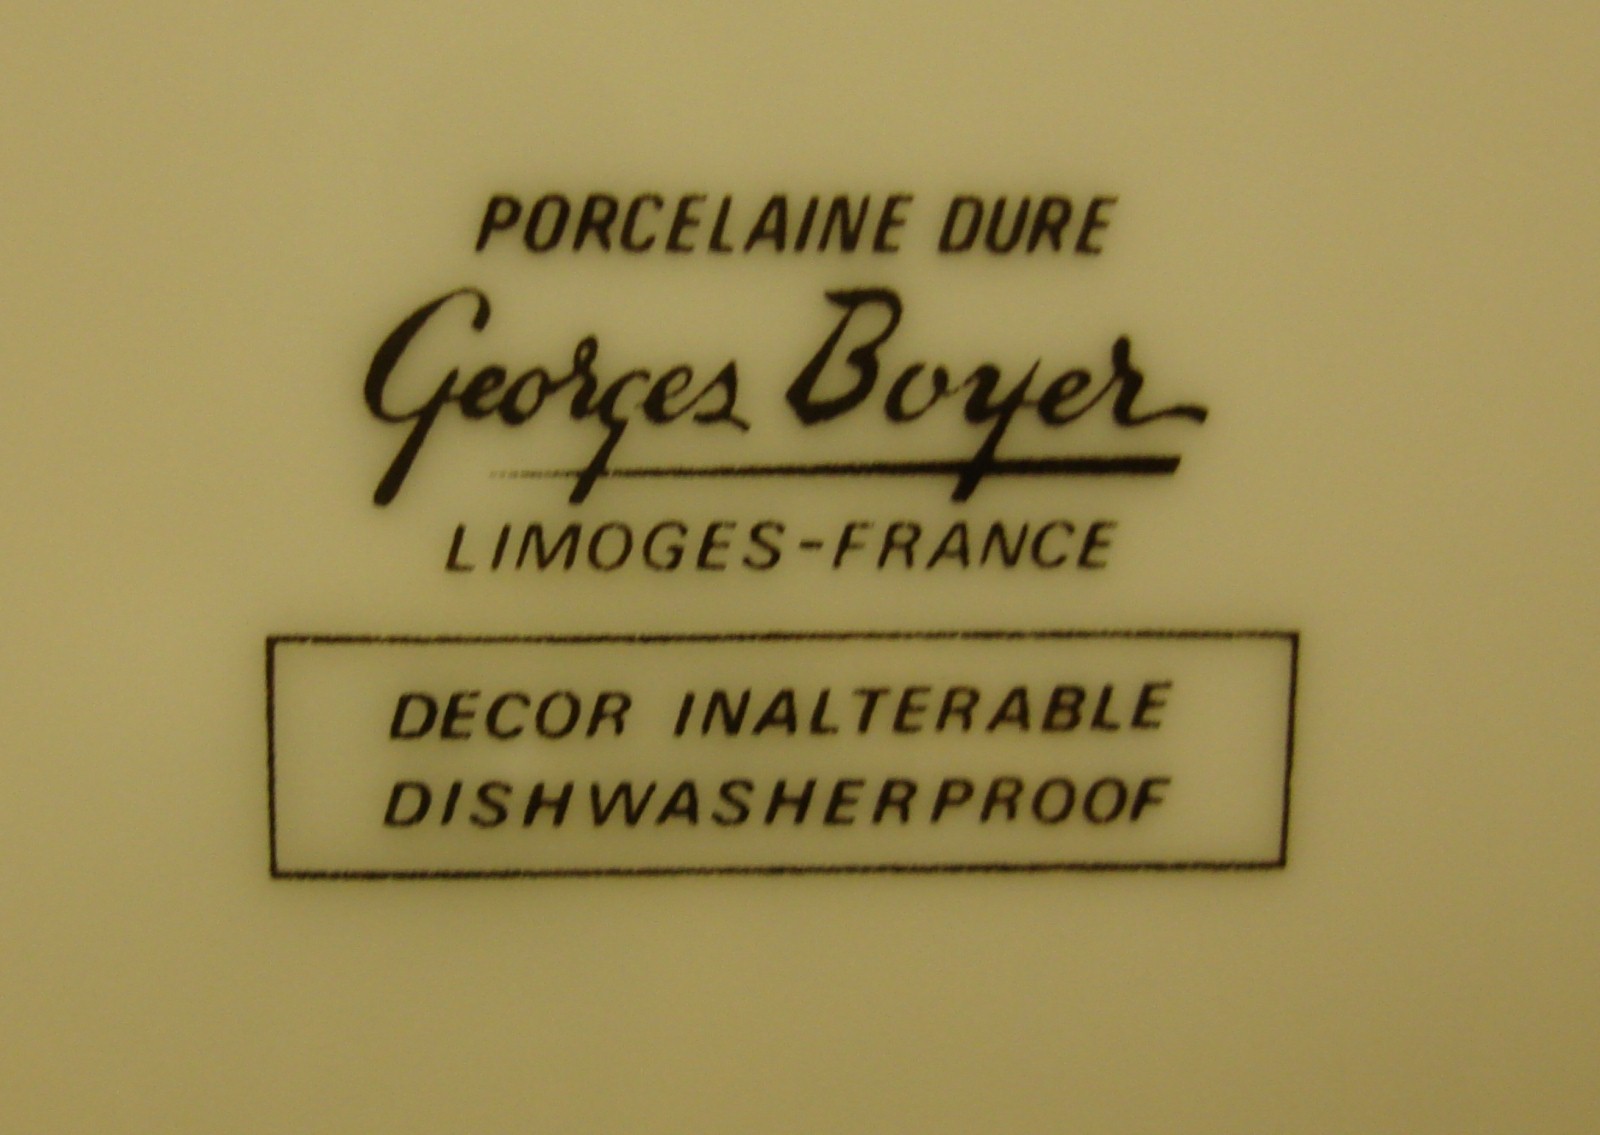 PORCELAINE DURE
Georges Boyer
LIMOGES-FRANCE
DECOR INALTERABLE
DISHWASHERPROOF